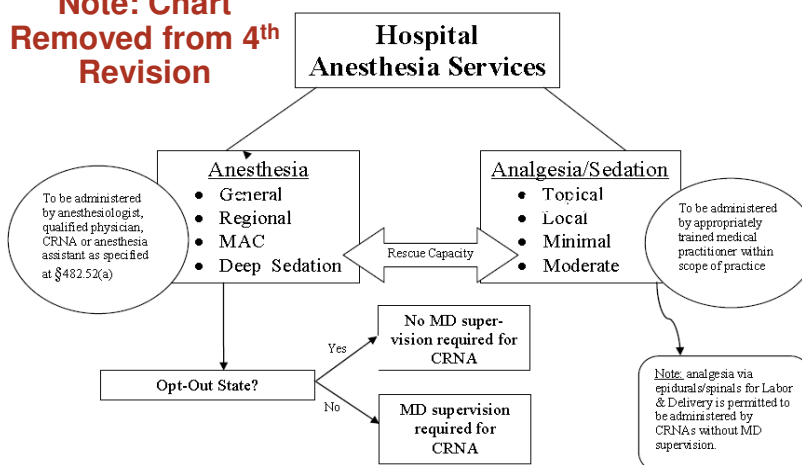 Note: Chart
Removed from 4th
Revision
Hospital
Anesthesia Services
Anesthesia
• General
• Regional
• MAC
• Deep Sedation
Analgesia/Sedation
• Topical
• Local
• Minimal
• Moderate
To be administered
by anesthesiologist,
qualified physician,
CRNA or anesthesia
assistant as specified
at §482.52(a)
Rescue Capacity
To be administered
by appropriately
trained medical
practitioner within
scope of practice
Opt-Out State?
Yes
No MD super-
vision required for
CRNA
No
MD supervision
required for
CRNA
Note: analgesia via
epidurals/spinals for Labor
& Delivery is permitted to
be administered by
CRNAs without MD
supervision.